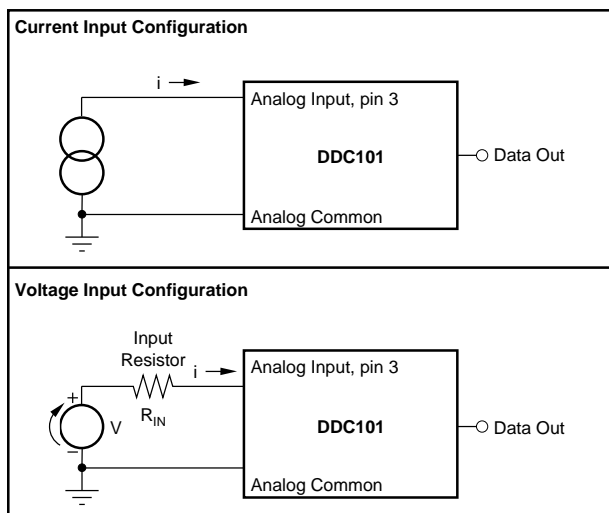 Current Input Configuration
i
Analog Input, pin 3
DDC101
Data Out
Analog Common
Voltage Input Configuration
Input
Resistor
i
Analog Input, pin 3
+
R_IN
V
DDC101
Data Out
–
Analog Common